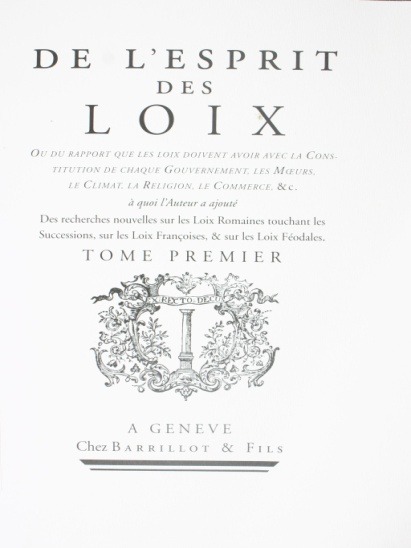 DE L'ESPRIT
DES
LOIX
OU DU RAPPORT QUE LES LOIX DOIVENT AVOIR AVEC LA CONS-
TITUTION DE CHAQUE GOUVERNEMENT, LES MŒURS,
LE CLIMAT, LA RELIGION, LE COMMERCE, &c.
à quoi l'Auteur a ajouté
Des recherches nouvelles sur les Loix Romaines touchant les
Successions, sur les Loix Françoises, & sur les Loix Féodales.
TOME PREMIER
A GENEVE
Chez BARRILLOT & FILS